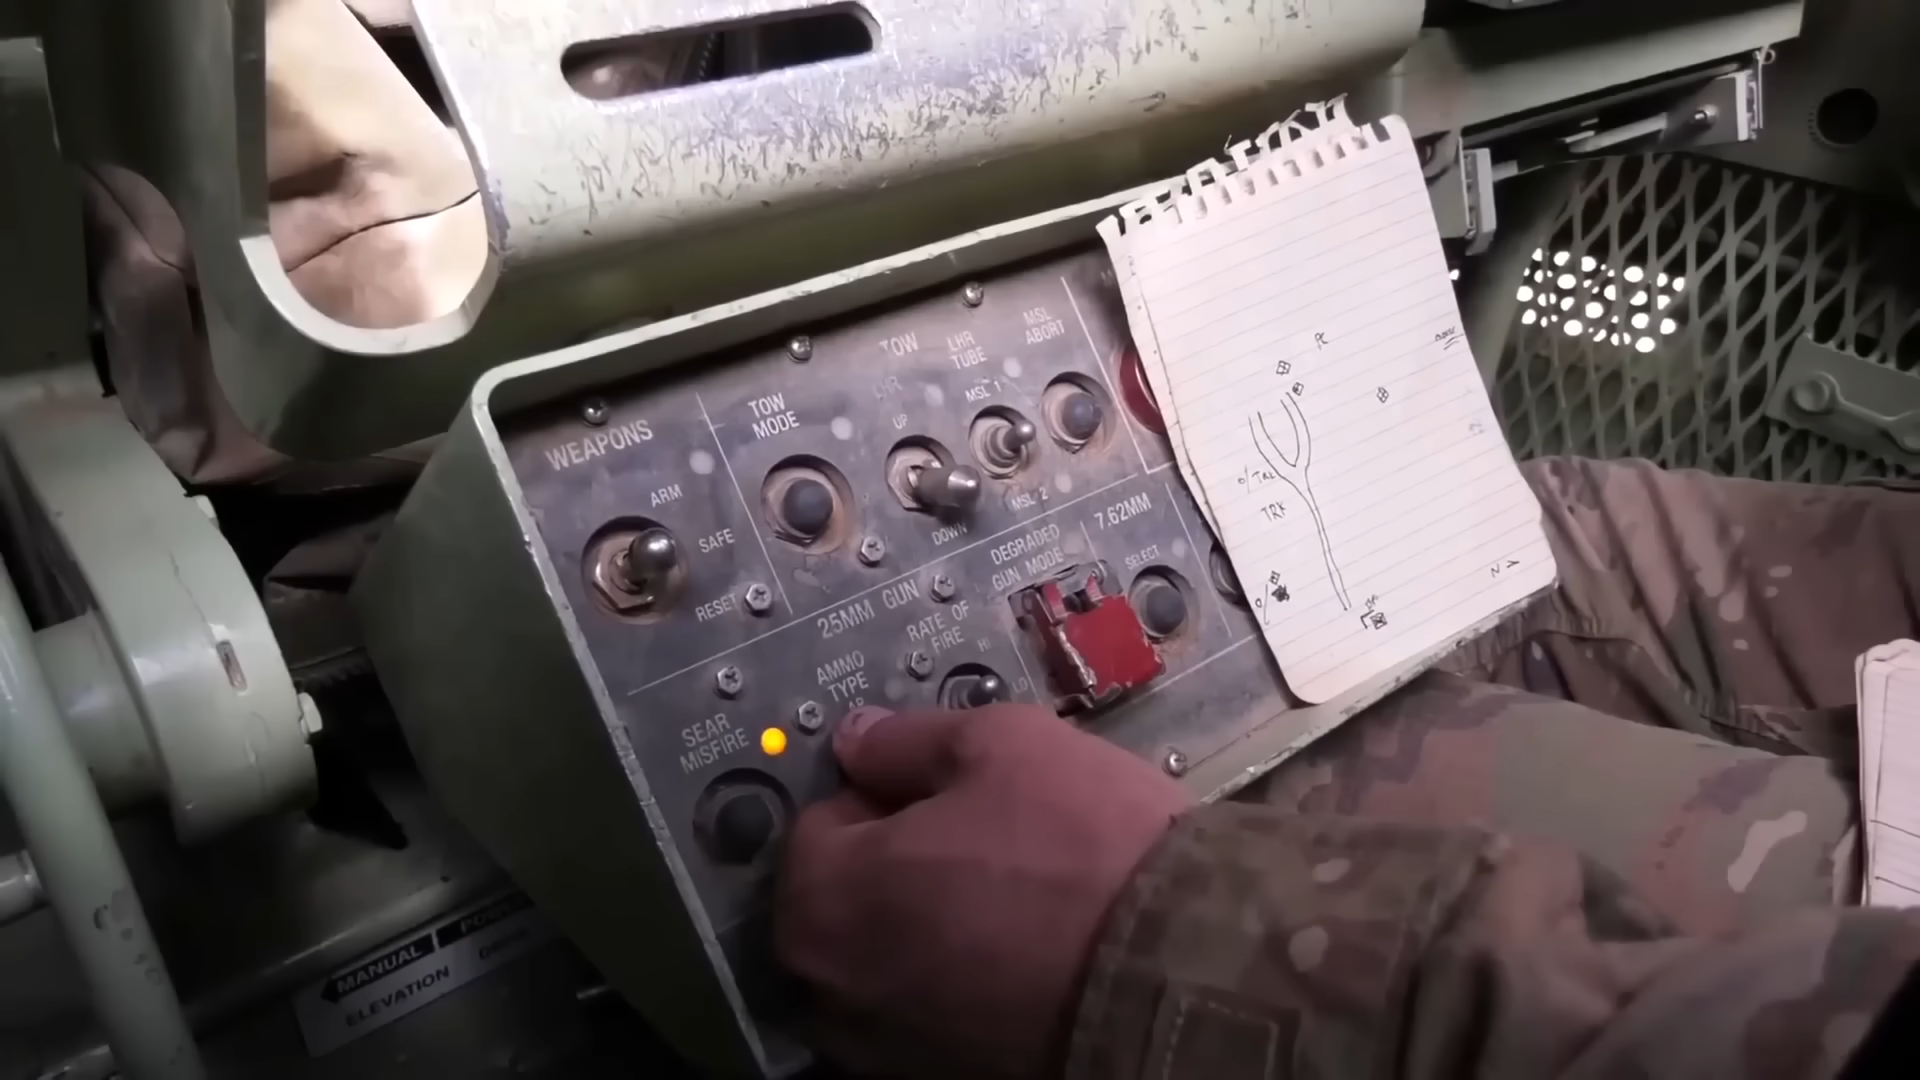 WEAPONS
ARM
SAFE
RESET
TOW
MODE
TOW
UP
DOWN
LHR
TUBE
MSL 1
MSL 2
MSL
ABORT
25MM GUN
SEAR
MISFIRE
AMMO
TYPE
AP
RATE OF
FIRE
HI
LO
DEGRADED
GUN MODE
7.62MM
SELECT
TRK
N
MANUAL
ELEVATION